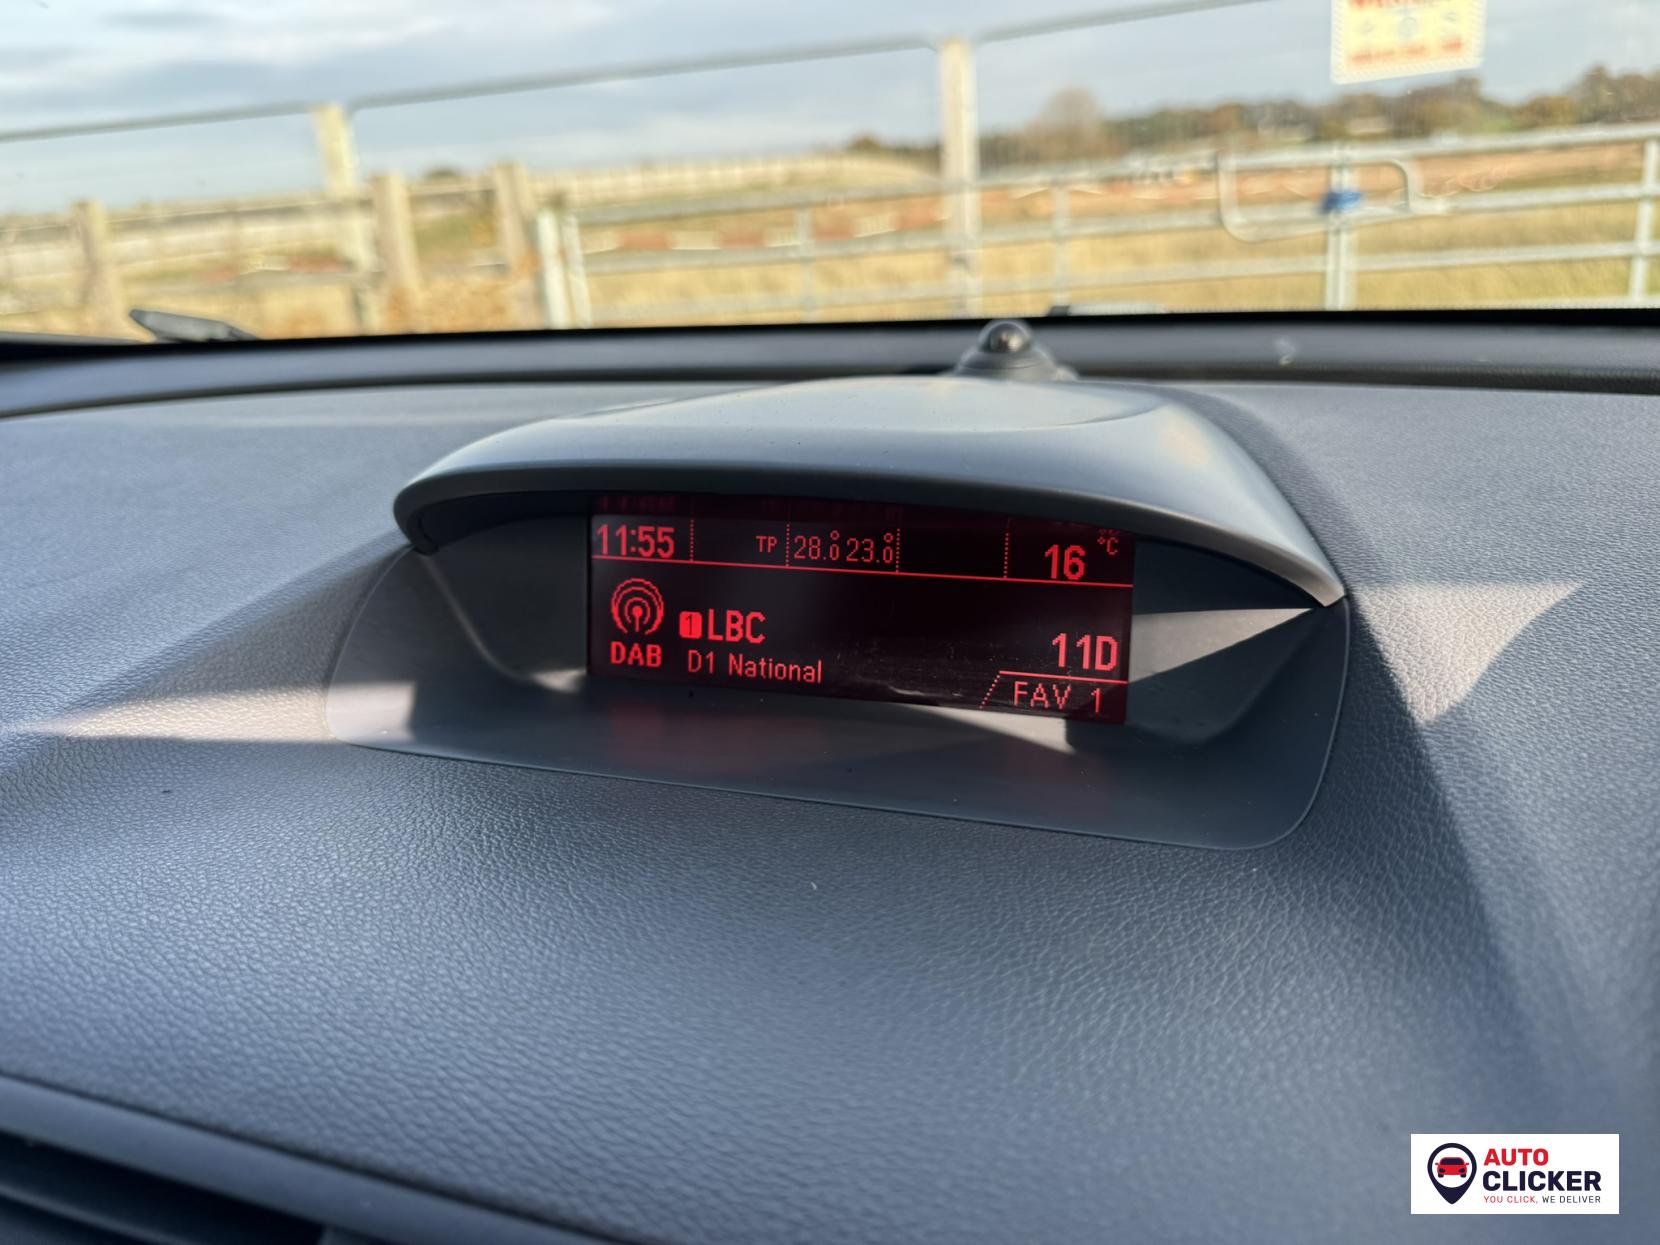 11:55 TP 28.0° 23.0° 16 °C
1 LBC
DAB D1 National
11D
FAV 1
AUTO
CLICKER
YOU CLICK, WE DELIVER